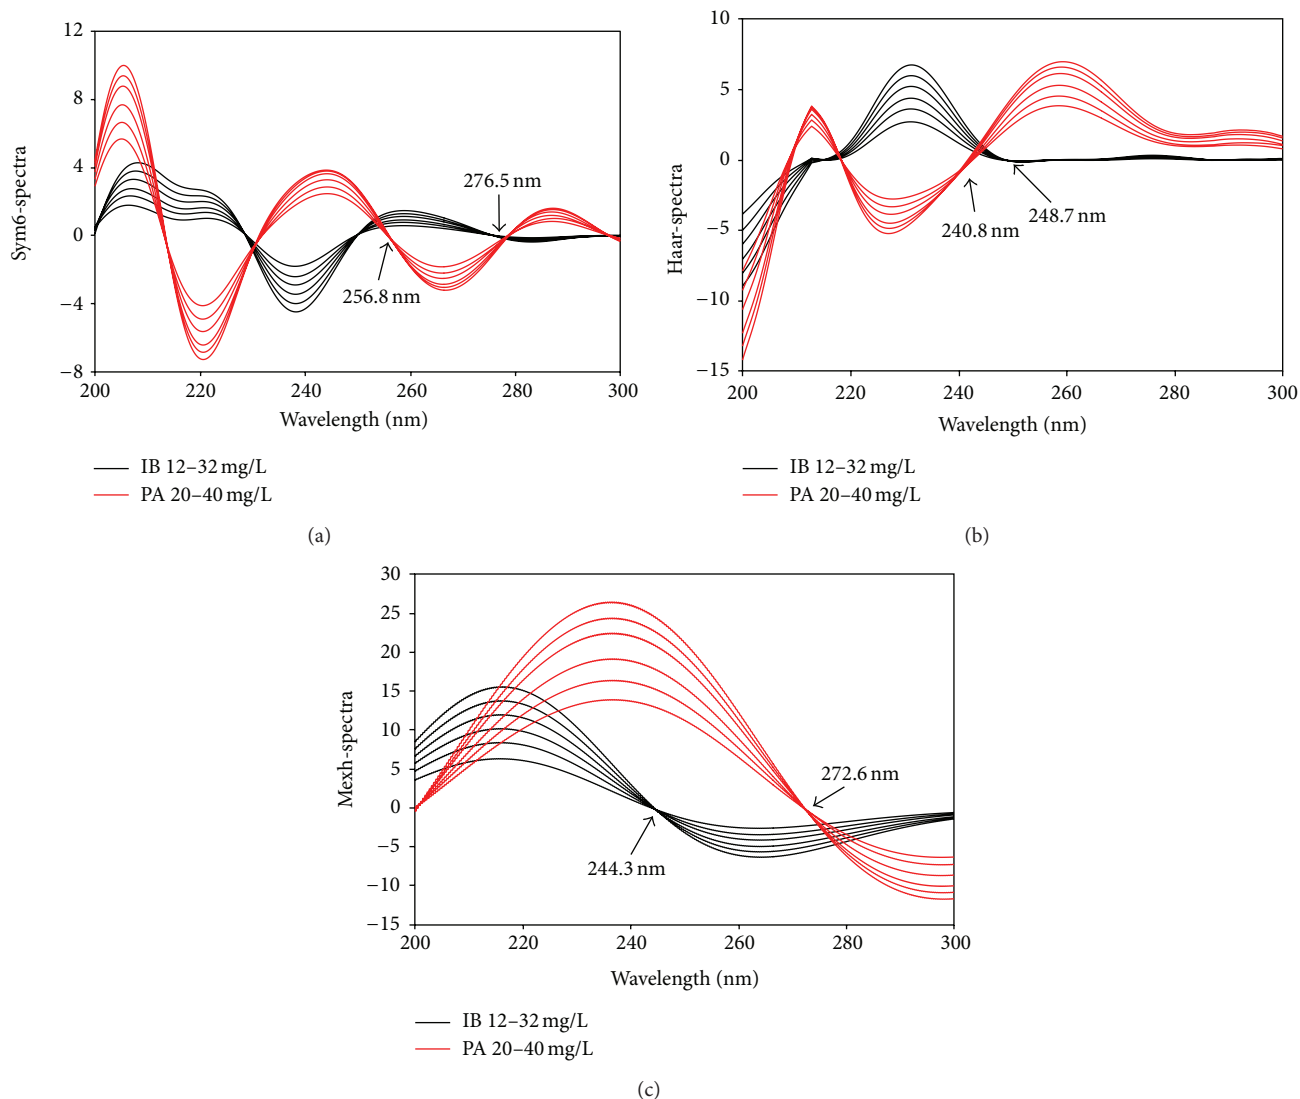 12
8
4
0
−4
−8
Sym6-spectra
276.5 nm
256.8 nm
200
220
240
260
280
300
Wavelength (nm)
IB 12–32 mg/L
PA 20–40 mg/L
(a)
10
5
0
−5
−10
−15
Haar-spectra
240.8 nm
248.7 nm
200
220
240
260
280
300
Wavelength (nm)
IB 12–32 mg/L
PA 20–40 mg/L
(b)
30
25
20
15
10
5
0
−5
−10
−15
Mexh-spectra
272.6 nm
244.3 nm
200
220
240
260
280
300
Wavelength (nm)
IB 12–32 mg/L
PA 20–40 mg/L
(c)